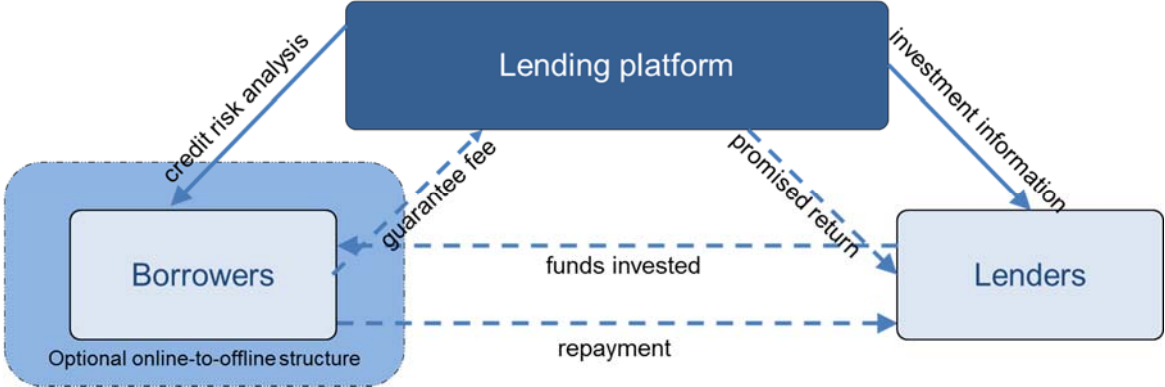 Lending platform
credit risk analysis
investment information
guarantee fee
promised return
Borrowers
funds invested
Lenders
repayment
Optional online-to-offline structure